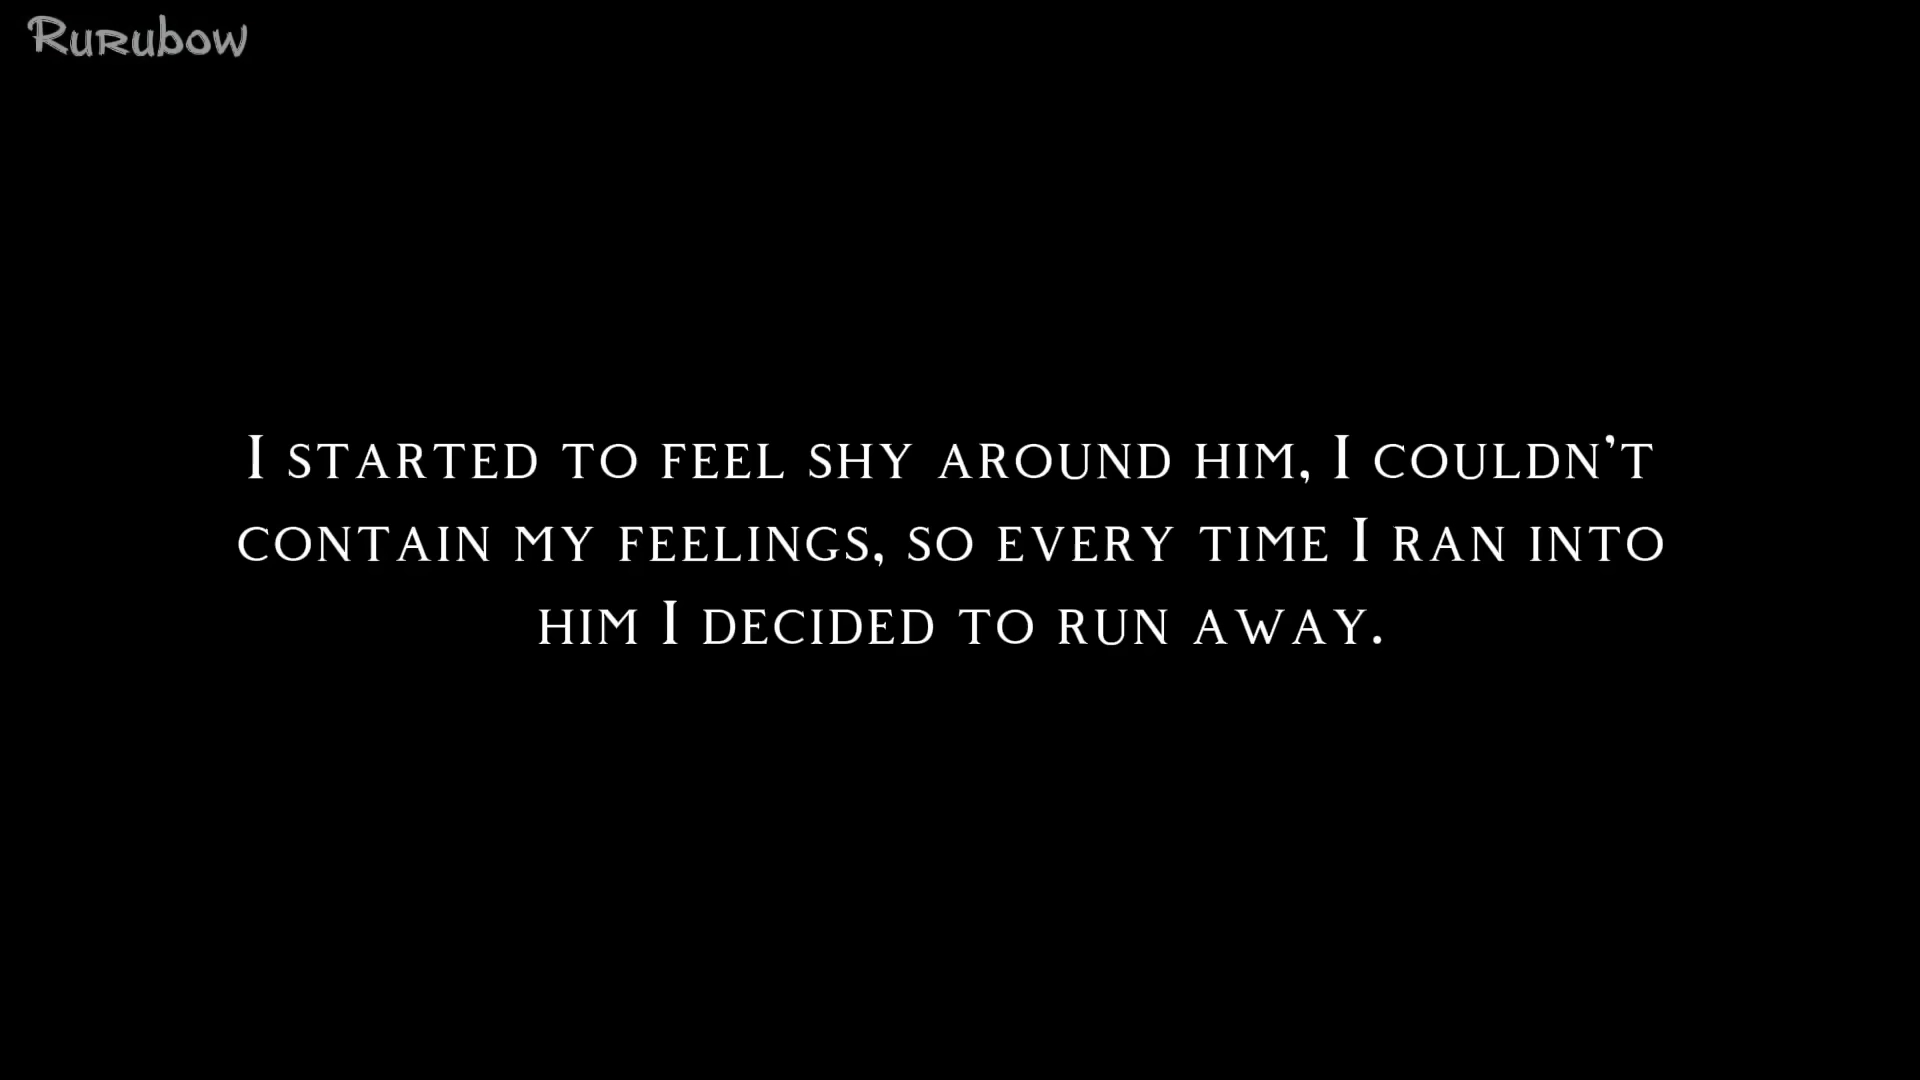 Rurubow
I started to feel shy around him, I couldn’t
contain my feelings, so every time I ran into
him I decided to run away.